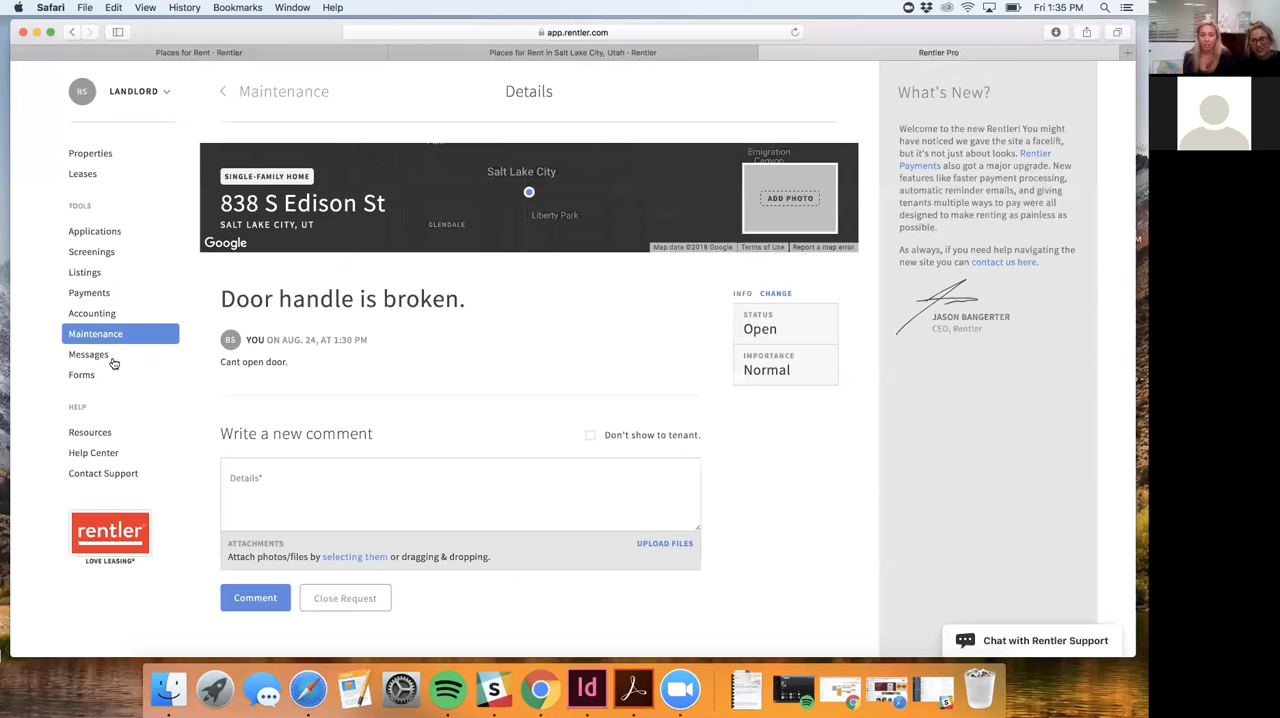 Safari File Edit View History Bookmarks Window Help Fri 1:35 PM
app.rentler.com
Places for Rent - Rentler Places for Rent in Salt Lake City, Utah - Rentler Rentler Pro
BS LANDLORD
Properties
Leases
TOOLS
Applications
Screenings
Listings
Payments
Accounting
Maintenance
Messages
Forms
HELP
Resources
Help Center
Contact Support
rentler
LOVE LEASING®
Maintenance Details
SINGLE-FAMILY HOME
838 S Edison St
SALT LAKE CITY, UT
Google
Salt Lake City
Liberty Park
GLENDALE
Emigration
Canyon
ADD PHOTO
Map data ©2018 Google Terms of Use Report a map error
Door handle is broken.
BS YOU ON AUG. 24, AT 1:30 PM
Cant open door.
INFO CHANGE
STATUS
Open
IMPORTANCE
Normal
Write a new comment Don't show to tenant.
Details*
ATTACHMENTS UPLOAD FILES
Attach photos/files by selecting them or dragging & dropping.
Comment Close Request
What's New?
Welcome to the new Rentler! You might
have noticed we gave the site a facelift,
but it's not just about looks. Rentler
Payments also got a major upgrade. New
features like faster payment processing,
automatic reminder emails, and giving
tenants multiple ways to pay were all
designed to make renting as painless as
possible.
As always, if you need help navigating the
new site you can contact us here.
JASON BANGERTER
CEO, Rentler
Chat with Rentler Support
Id